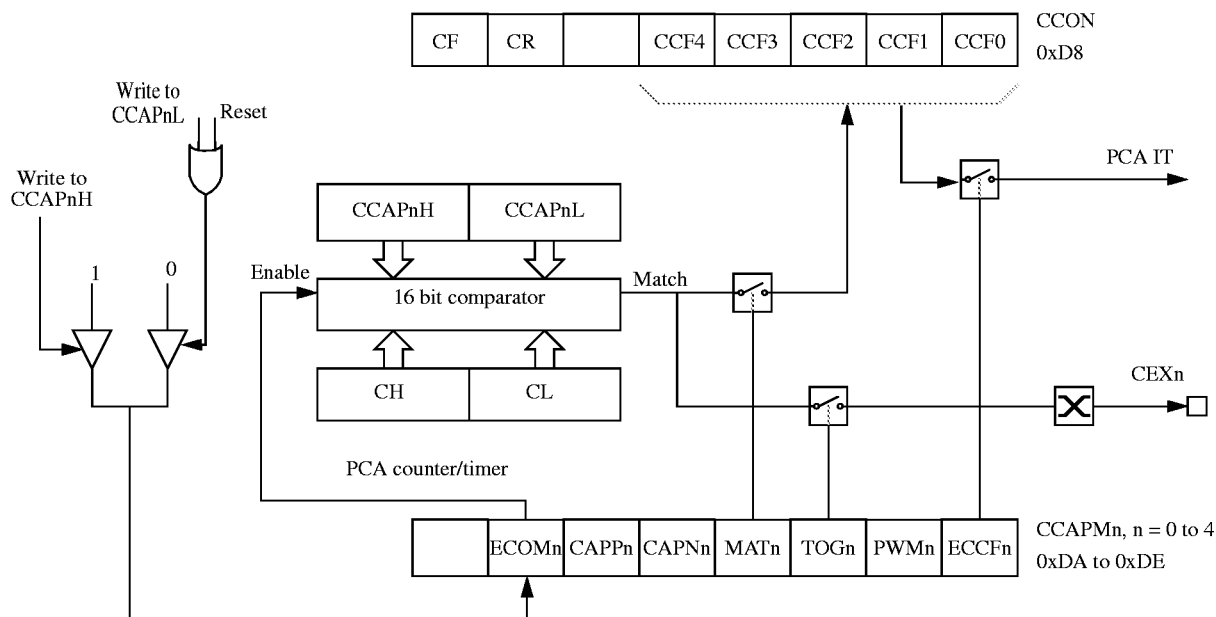 CF CR CCF4 CCF3 CCF2 CCF1 CCF0
CCON
0xD8
Write to
CCAPnL
Reset
Write to
CCAPnH
PCA IT
CCAPnH CCAPnL
1
0
Enable
16 bit comparator
Match
CH CL
CEXn
PCA counter/timer
ECOMn CAPPn CAPNn MATn TOGn PWMn ECCFn
CCAPMn, n = 0 to 4
0xDA to 0xDE